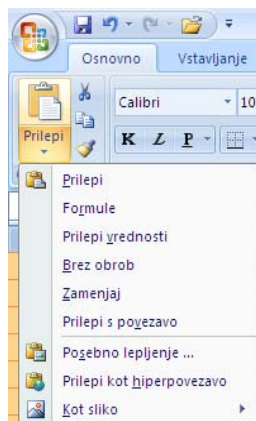 Osnovno Vstavljanje
Calibri 10
Prilepi
K L P
Prilepi
Formule
Prilepi vrednosti
Brez obrob
Zamenjaj
Prilepi s povezavo
Posebno lepljenje ...
Prilepi kot hiperpovezavo
Kot sliko